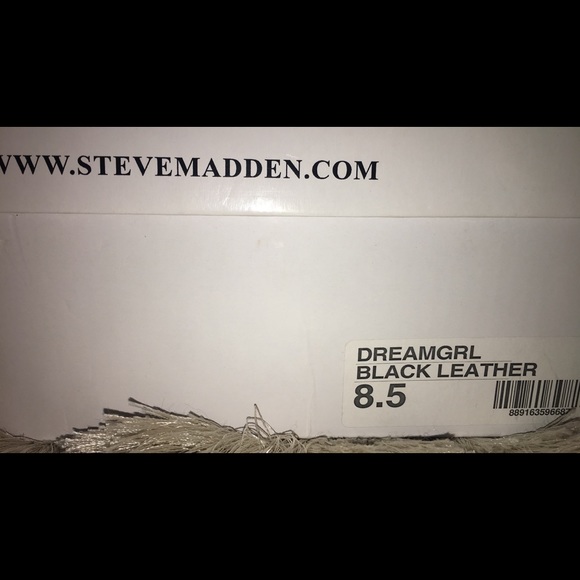 WWW.STEVEMADDEN.COM
DREAMGRL
BLACK LEATHER
8.5
88916359668